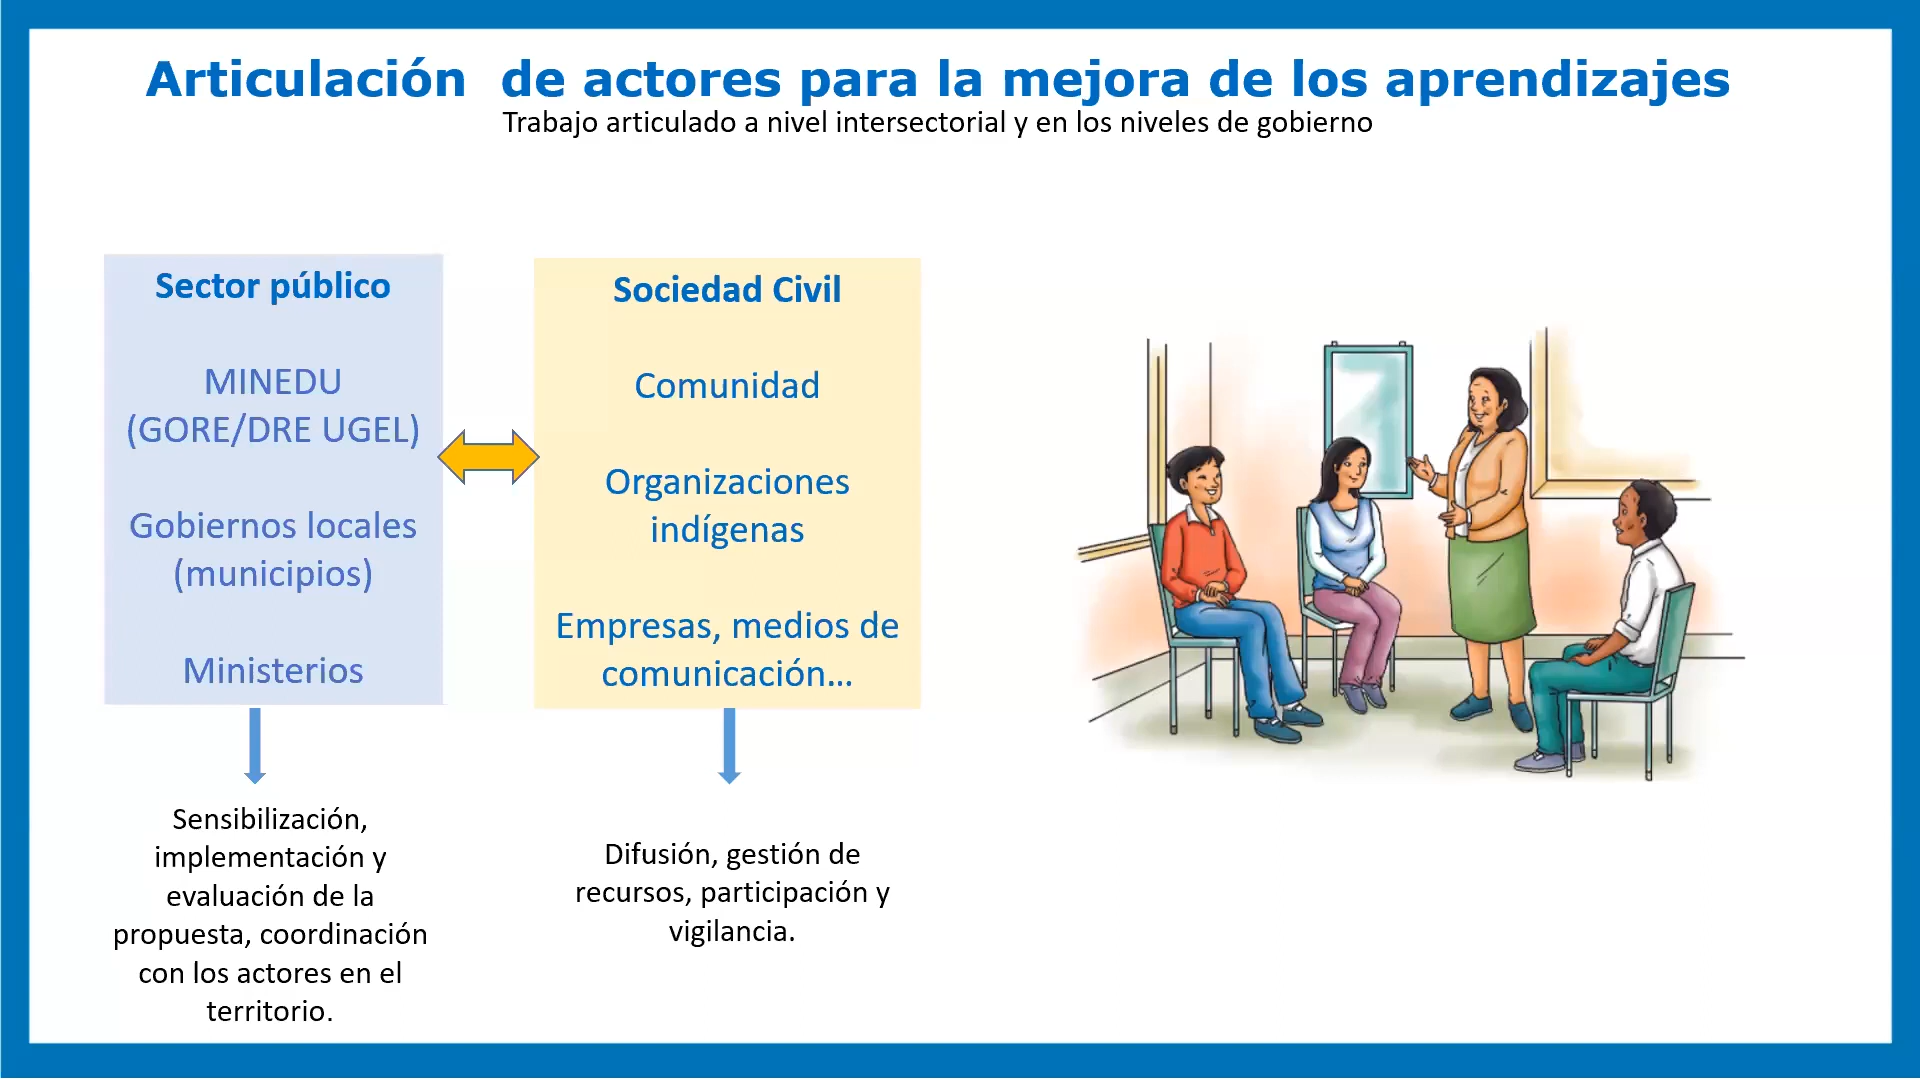 Articulación de actores para la mejora de los aprendizajes
Trabajo articulado a nivel intersectorial y en los niveles de gobierno
Sector público
MINEDU
(GORE/DRE UGEL)
Gobiernos locales
(municipios)
Ministerios
Sociedad Civil
Comunidad
Organizaciones
indígenas
Empresas, medios de
comunicación...
Sensibilización,
implementación y
evaluación de la
propuesta, coordinación
con los actores en el
territorio.
Difusión, gestión de
recursos, participación y
vigilancia.